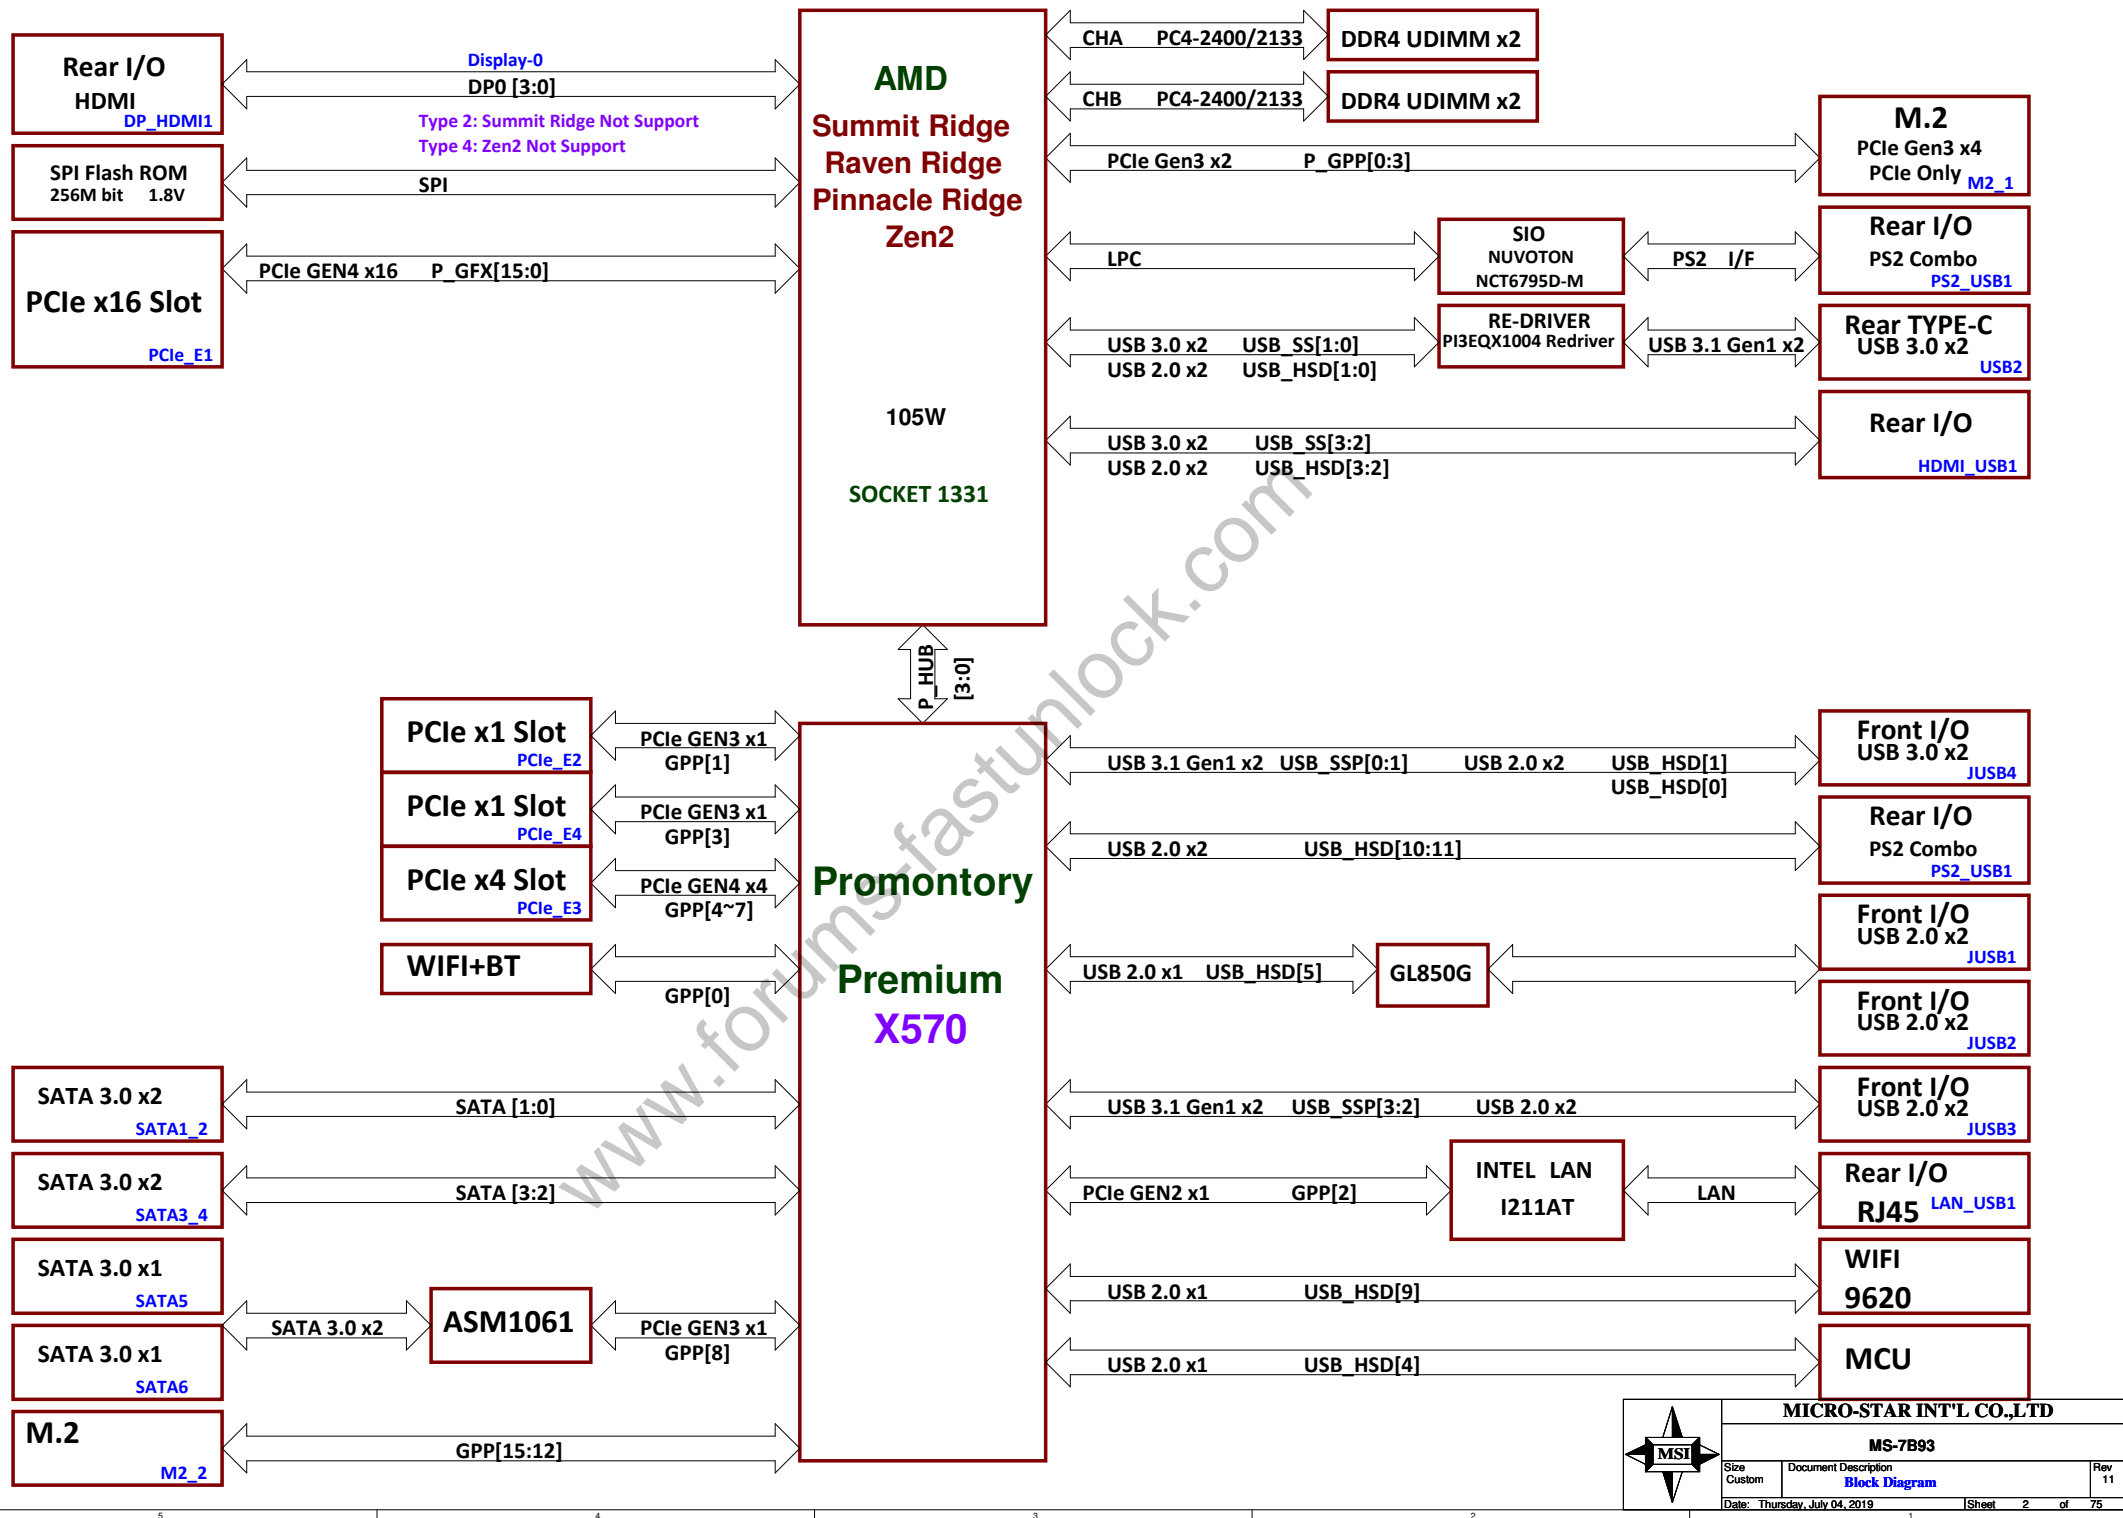 Rear I/O
HDMI
DP_HDMI1
Display-0
DP0 [3:0]
Type 2: Summit Ridge Not Support
Type 4: Zen2 Not Support
SPI Flash ROM
256M bit 1.8V
SPI
PCIe x16 Slot
PCIe_E1
PCIe GEN4 x16 P_GFX[15:0]
AMD
Summit Ridge
Raven Ridge
Pinnacle Ridge
Zen2
105W
SOCKET 1331
CHA PC4-2400/2133
DDR4 UDIMM x2
CHB PC4-2400/2133
DDR4 UDIMM x2
PCIe Gen3 x2 P_GPP[0:3]
M.2
PCIe Gen3 x4
PCIe Only
M2_1
LPC
SIO
NUVOTON
NCT6795D-M
PS2 I/F
Rear I/O
PS2 Combo
PS2_USB1
USB 3.0 x2 USB_SS[1:0]
USB 2.0 x2 USB_HSD[1:0]
RE-DRIVER
PI3EQX1004 Redriver
USB 3.1 Gen1 x2
Rear TYPE-C
USB 3.0 x2
USB2
USB 3.0 x2 USB_SS[3:2]
USB 2.0 x2 USB_HSD[3:2]
Rear I/O
HDMI_USB1
P_HUB
[3:0]
PCIe x1 Slot
PCIe_E2
PCIe GEN3 x1
GPP[1]
PCIe x1 Slot
PCIe_E4
PCIe GEN3 x1
GPP[3]
PCIe x4 Slot
PCIe_E3
PCIe GEN4 x4
GPP[4~7]
WIFI+BT
GPP[0]
SATA 3.0 x2
SATA1_2
SATA [1:0]
SATA 3.0 x2
SATA3_4
SATA [3:2]
SATA 3.0 x1
SATA5
SATA 3.0 x1
SATA6
SATA 3.0 x2
ASM1061
PCIe GEN3 x1
GPP[8]
M.2
M2_2
GPP[15:12]
Promontory
Premium
X570
USB 3.1 Gen1 x2 USB_SSP[0:1] USB 2.0 x2 USB_HSD[1]
USB_HSD[0]
Front I/O
USB 3.0 x2
JUSB4
USB 2.0 x2 USB_HSD[10:11]
Rear I/O
PS2 Combo
PS2_USB1
USB 2.0 x1 USB_HSD[5]
GL850G
Front I/O
USB 2.0 x2
JUSB1
Front I/O
USB 2.0 x2
JUSB2
USB 3.1 Gen1 x2 USB_SSP[3:2] USB 2.0 x2
Front I/O
USB 2.0 x2
JUSB3
PCIe GEN2 x1 GPP[2]
INTEL LAN
I211AT
LAN
Rear I/O
RJ45 LAN_USB1
USB 2.0 x1 USB_HSD[9]
WIFI
9620
USB 2.0 x1 USB_HSD[4]
MCU
www.forums-fastunlock.com
MSI
MICRO-STAR INT'L CO.,LTD
MS-7B93
Size
Custom
Document Description
Block Diagram
Rev
11
Date: Thursday, July 04, 2019
Sheet 2 of 75
5 4 3 2 1